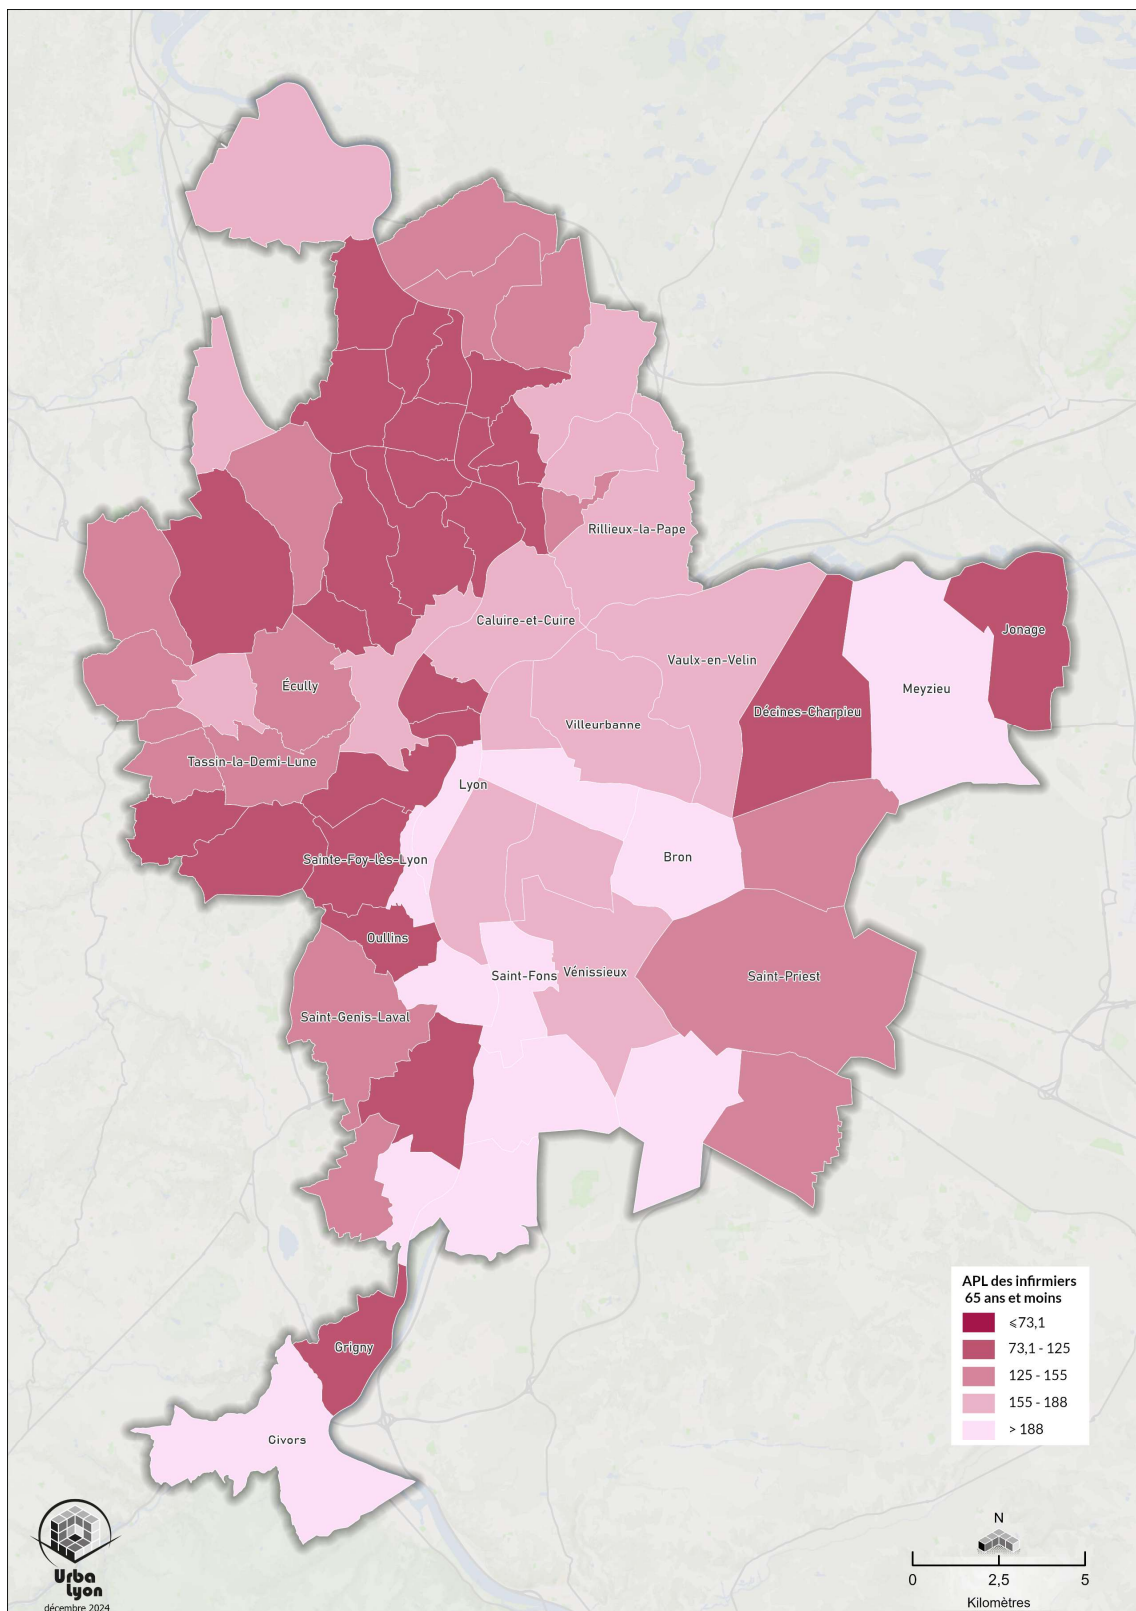 Rillieux-la-Pape
Caluire-et-Cuire
Jonage
Vaulx-en-Velin
Écully
Meyzieu
Décines-Charpieu
Villeurbanne
Tassin-la-Demi-Lune
Lyon
Bron
Sainte-Foy-lès-Lyon
Oullins
Saint-Fons
Vénissieux
Saint-Priest
Saint-Genis-Laval
Grigny
Givors
APL des infirmiers
65 ans et moins
⩽73,1
73,1 - 125
125 - 155
155 - 188
> 188
N
0 2,5 5
Kilomètres
Urba
Lyon
décembre 2024